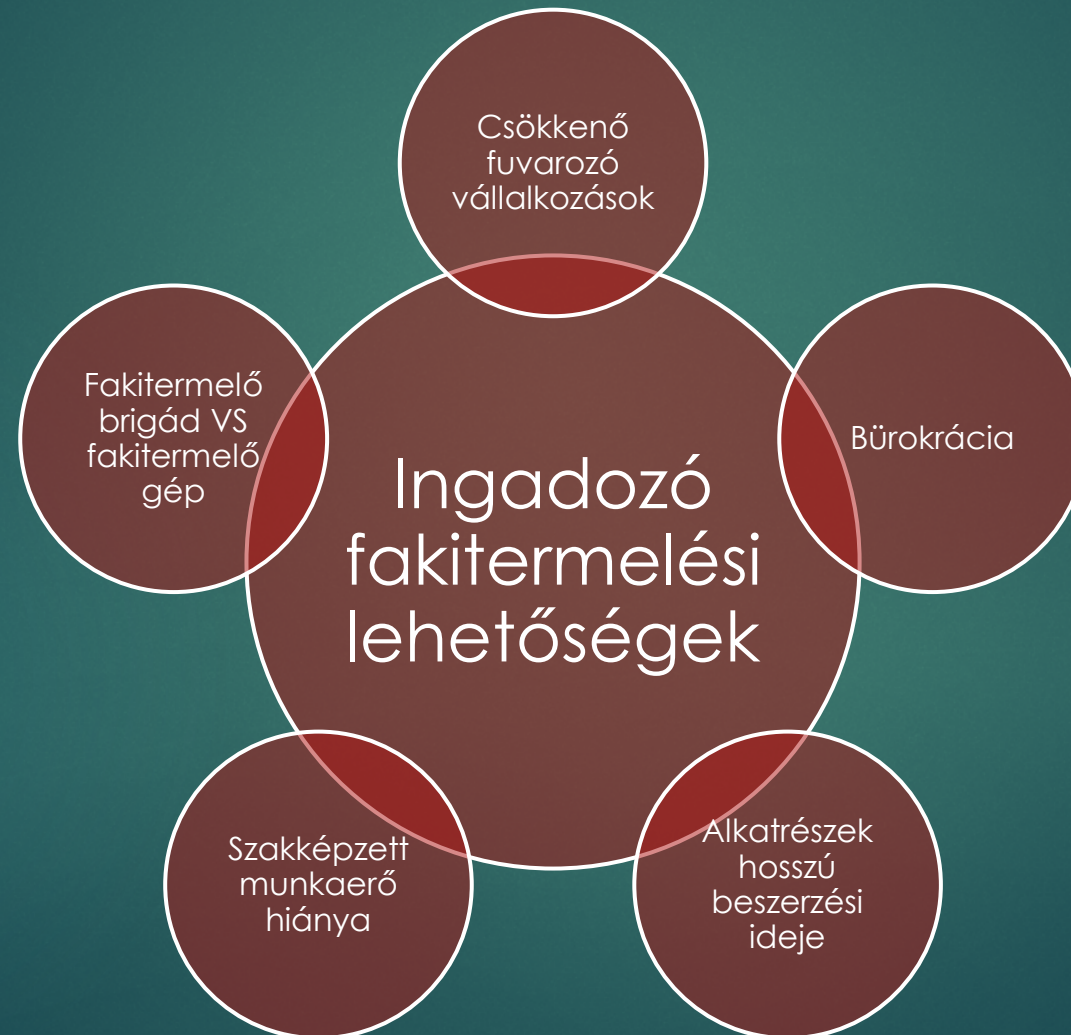 Csökkenő
fuvarozó
vállalkozások
Bürokrácia
Alkatrészek
hosszú
beszerzési
ideje
Szakképzett
munkaerő
hiánya
Fakitermelő
brigád VS
fakitermelő
gép
Ingadozó
fakitermelési
lehetőségek